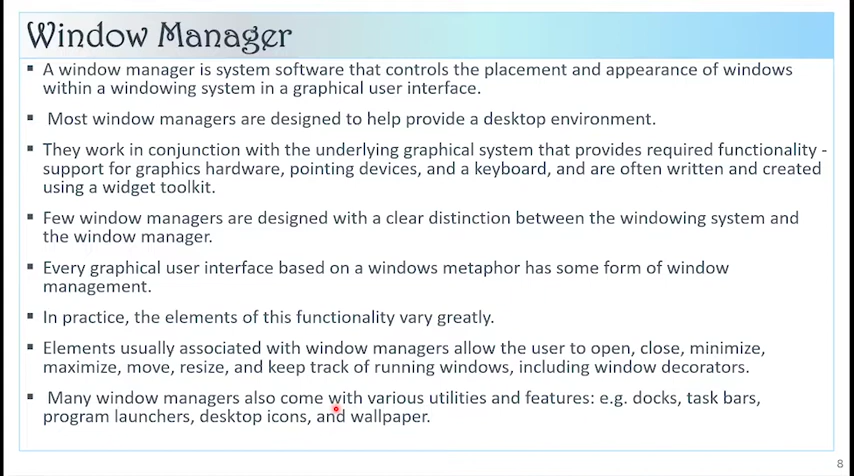 Window Manager
▪ A window manager is system software that controls the placement and appearance of windows
within a windowing system in a graphical user interface.
▪ Most window managers are designed to help provide a desktop environment.
▪ They work in conjunction with the underlying graphical system that provides required functionality -
support for graphics hardware, pointing devices, and a keyboard, and are often written and created
using a widget toolkit.
▪ Few window managers are designed with a clear distinction between the windowing system and
the window manager.
▪ Every graphical user interface based on a windows metaphor has some form of window
management.
▪ In practice, the elements of this functionality vary greatly.
▪ Elements usually associated with window managers allow the user to open, close, minimize,
maximize, move, resize, and keep track of running windows, including window decorators.
▪ Many window managers also come with various utilities and features: e.g. docks, task bars,
program launchers, desktop icons, and wallpaper.
8